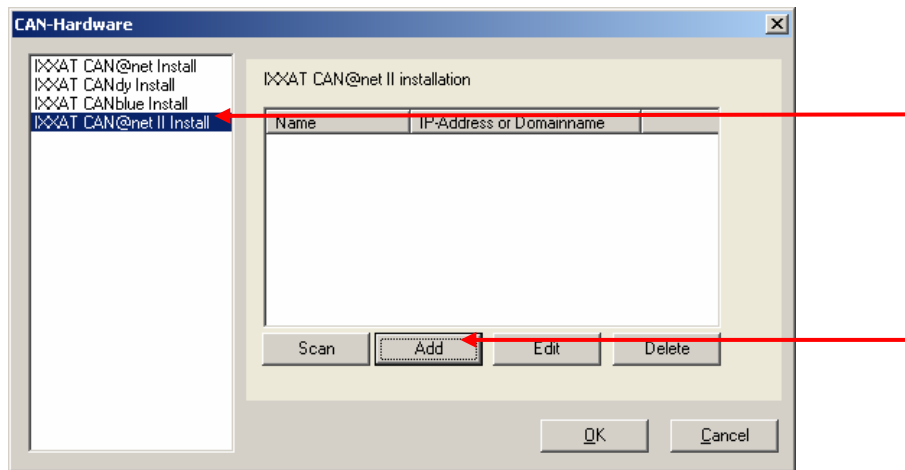 CAN-Hardware
IXXAT CAN@net Install
IXXAT CANdy Install
IXXAT CANblue Install
IXXAT CAN@net II Install
IXXAT CAN@net II installation
Name IP-Address or Domainname
Scan Add Edit Delete
OK Cancel